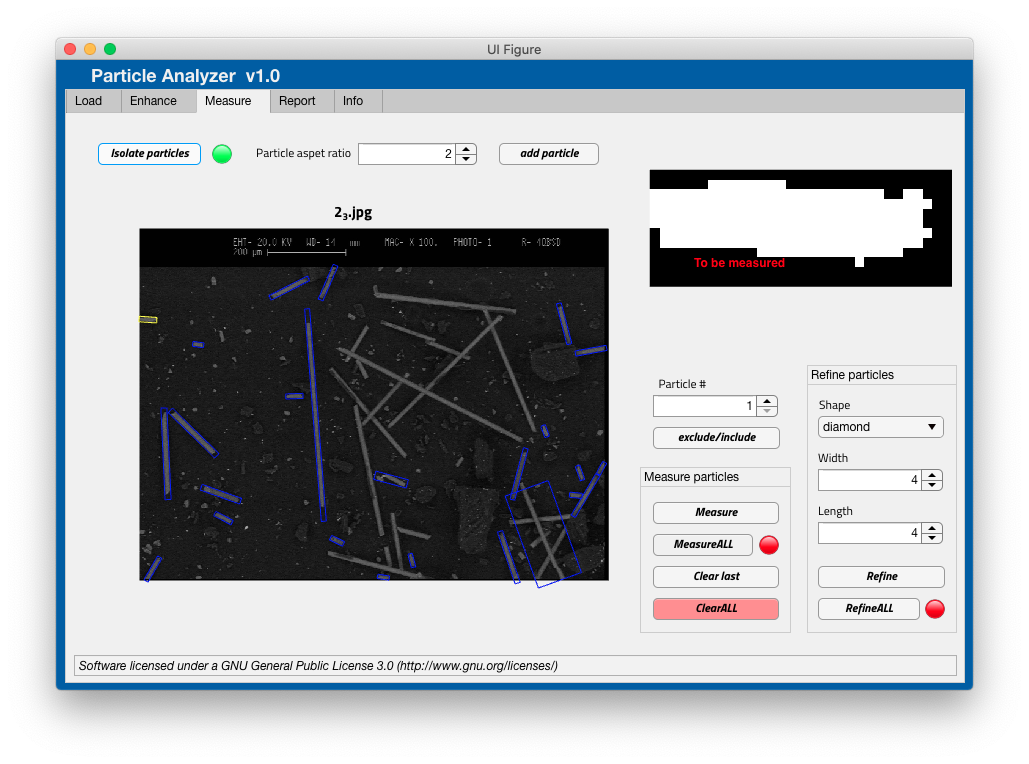 UI Figure
Particle Analyzer v1.0
Load Enhance Measure Report Info
Isolate particles Particle aspet ratio 2 add particle
2₃.jpg
EHT- 20.0 KV WD- 14 mm MAG- X 100. PHOTO- 1
200 µm
R-
To be measured
Particle #
1
exclude/include
Measure particles
Measure
MeasureALL
Clear last
ClearALL
Refine particles
Shape
diamond
Width
4
Length
4
Refine
RefineALL
Software licensed under a GNU General Public License 3.0 (http://www.gnu.org/licenses/)